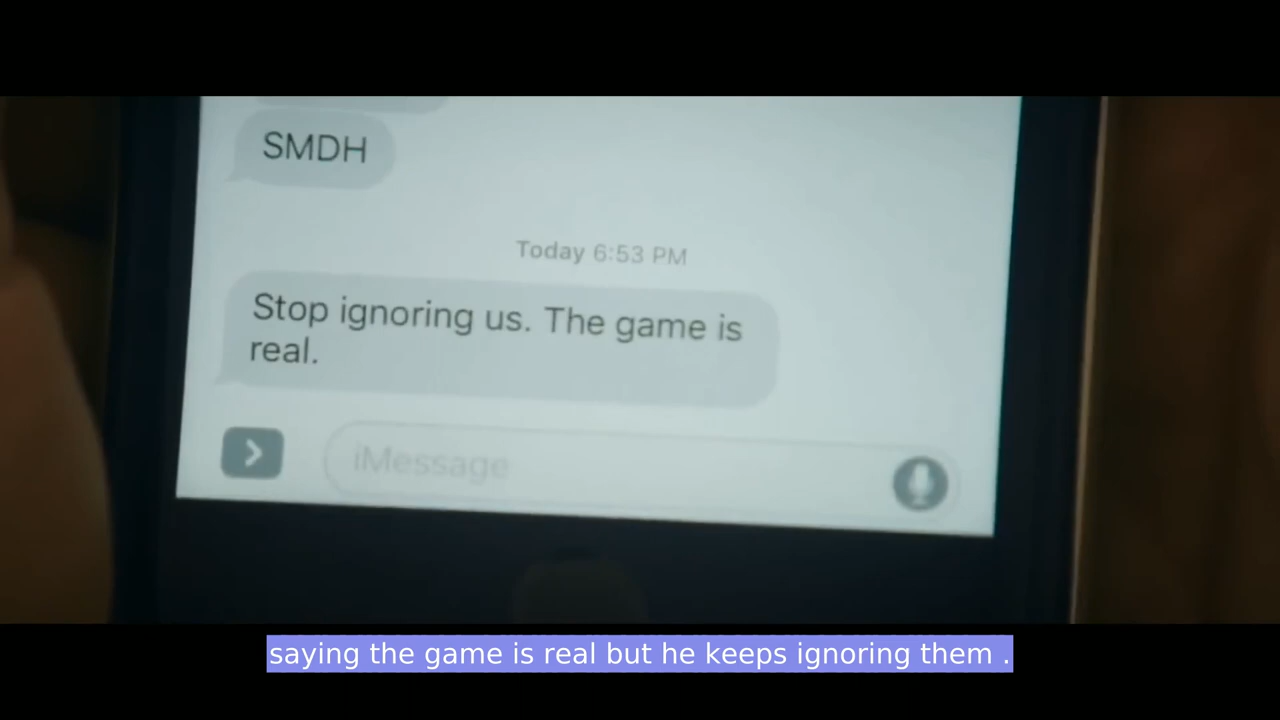 SMDH
Today 6:53 PM
Stop ignoring us. The game is
real.
iMessage
saying the game is real but he keeps ignoring them .